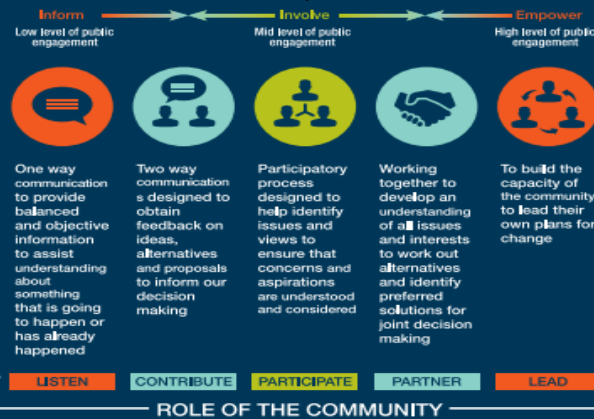 Inform
Involve
Empower
Low level of public
engagement
Mid level of public
engagement
High level of public
engagement
One way
communication
to provide
balanced
and objective
information
to assist
understanding
about
something
that is going
to happen or
has already
happened
Two way
communication
s designed to
obtain
feedback on
ideas,
alternatives
and proposals
to inform our
decision
making
Participatory
process
designed to
help identify
issues and
views to
ensure that
concerns and
aspirations
are understood
and considered
Working
together to
develop an
understanding
of all issues
and interests
to work out
alternatives
and identify
preferred
solutions for
joint decision
making
To build the
capacity of
the community
to lead their
own plans for
change
LISTEN
CONTRIBUTE
PARTICIPATE
PARTNER
LEAD
ROLE OF THE COMMUNITY